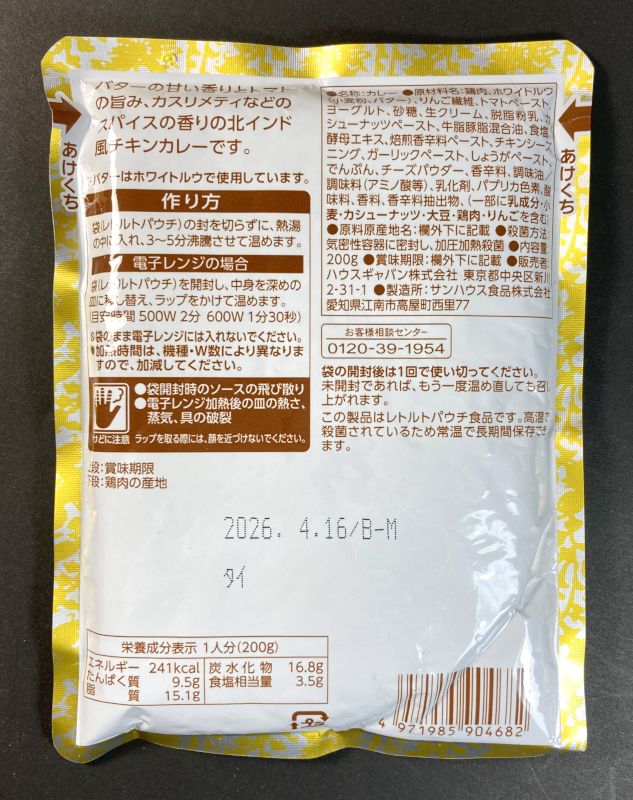 バターの甘い香りとトマト
の旨み、カスリメティなどの
スパイスの香りの北インド
風チキンカレーです。
※バターはホワイトルウで使用しています。
作り方
袋(レトルトパウチ)の封を切らずに、熱湯
の中に入れ、3〜5分沸騰させて温めます。
電子レンジの場合
袋(レトルトパウチ)を開封し、中身を深めの
皿に移し替え、ラップをかけて温めます。
(目安時間 500W 2分 600W 1分30秒)
袋のまま電子レンジには入れないでください。
●加熱時間は、機種・W数により異なりま
すので、加減してください。
●袋開封時のソースの飛び散り
●電子レンジ加熱後の皿の熱さ、
蒸気、具の破裂
やけどに注意 ラップを取る際には、顔を近づけないでください。
上段:賞味期限
下段:鶏肉の産地
●名称:カレー ●原材料名:鶏肉、ホワイトルウ
(小麦粉、バター)、りんご繊維、トマトペースト、
ヨーグルト、砂糖、生クリーム、脱脂粉乳、カ
シューナッツペースト、牛脂豚脂混合油、食塩、
酵母エキス、焙煎香辛料ペースト、チキンシーズ
ニング、ガーリックペースト、しょうがペースト、
でんぷん、チーズパウダー、香辛料、調味油/
調味料(アミノ酸等)、乳化剤、パプリカ色素、酸
味料、香料、香辛料抽出物、(一部に乳成分・小
麦・カシューナッツ・大豆・鶏肉・りんごを含む)
●原料原産地名:欄外下に記載 ●殺菌方法:
気密性容器に密封し、加圧加熱殺菌 ●内容量:
200g ●賞味期限:欄外下に記載 ●販売者:
ハウスギャバン株式会社 東京都中央区新川
2-31-1 ●製造所:サンハウス食品株式会社
愛知県江南市高屋町西里77
お客様相談センター
0120-39-1954
袋の開封後は1回で使い切ってください。
未開封であれば、もう一度温め直しても召し
上がれます。
この製品はレトルトパウチ食品です。高温で
殺菌されているため常温で長期間保存でき
ます。
あけくち
あけくち
2026. 4.16/B-M
タイ
栄養成分表示 1人分(200g)
エネルギー 241kcal 炭水化物 16.8g
たんぱく質 9.5g 食塩相当量 3.5g
脂質 15.1g
4 971985 904682